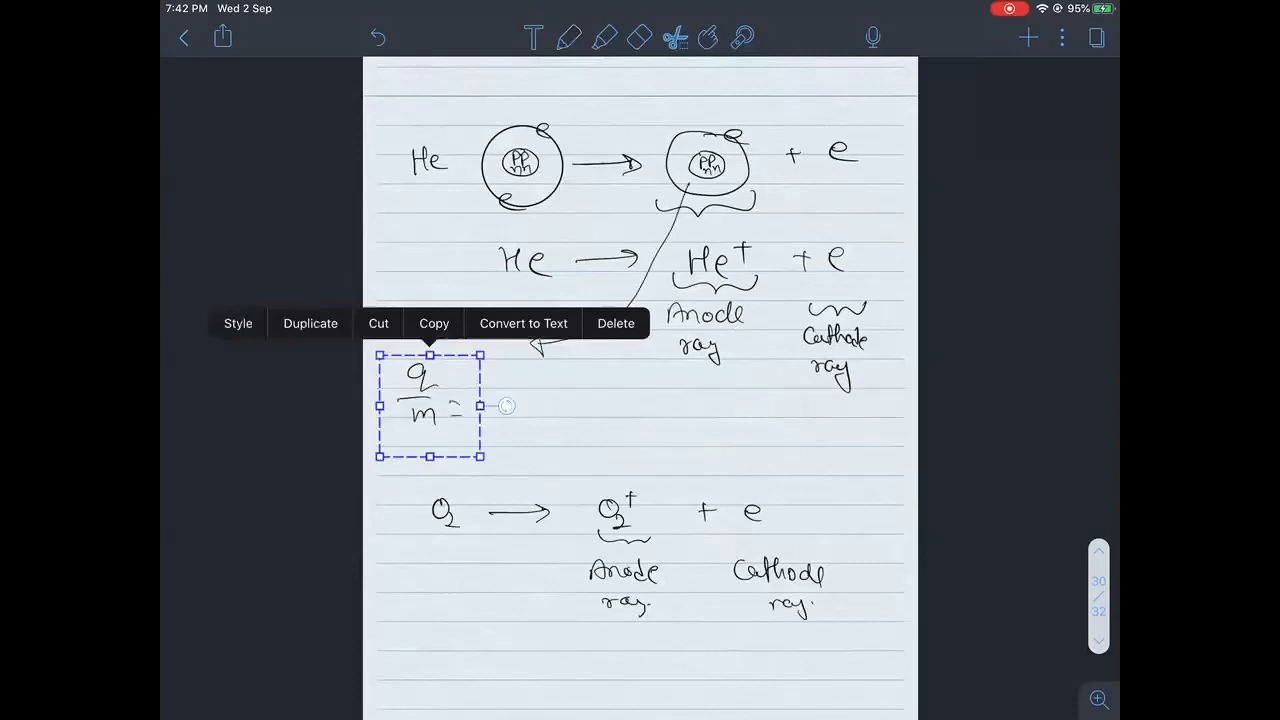 7:42 PM Wed 2 Sep 95%
T
He e PP nn e → e PP nn + e
He → He⁺ + e
Style Duplicate Cut Copy Convert to Text Delete
Anode ray
Cathode ray
q/m =
O₂ → O₂⁺ + e
Anode ray.
Cathode ray.
30 / 32